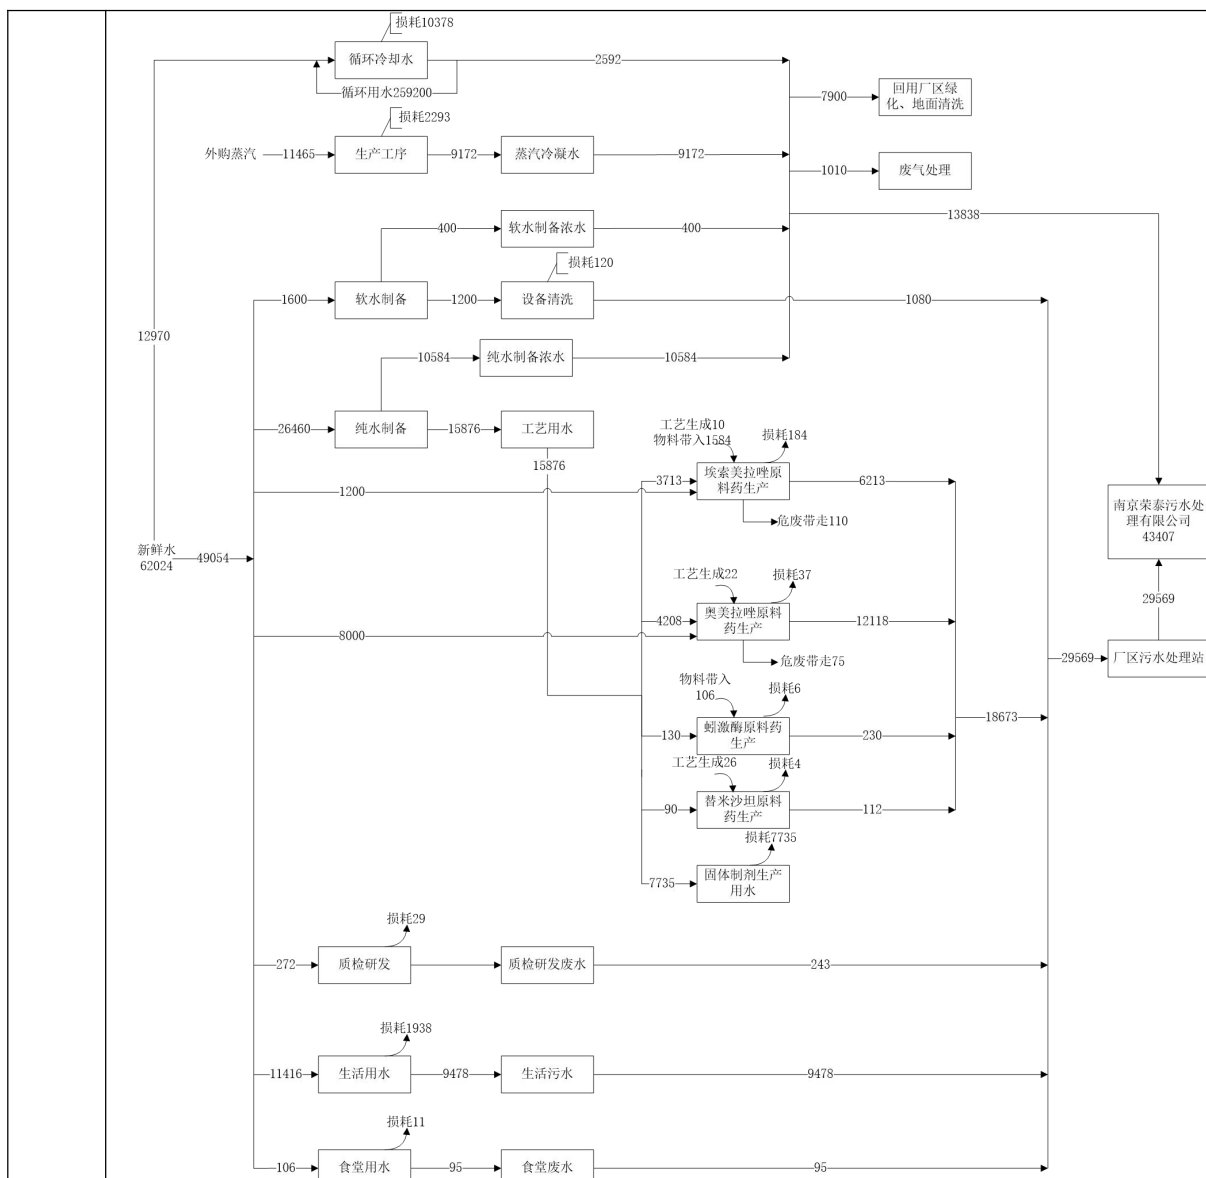 损耗10378
循环冷却水
2592
循环用水259200
7900
回用厂区绿
化、地面清洗
损耗2293
外购蒸汽
11465
生产工序
9172
蒸汽冷凝水
9172
1010
废气处理
13838
400
软水制备浓水
400
损耗120
1600
软水制备
1200
设备清洗
1080
12970
10584
纯水制备浓水
10584
26460
纯水制备
15876
工艺用水
15876
工艺生成10
物料带入1584
损耗184
3713
埃索美拉唑原
料药生产
6213
1200
危废带走110
南京荣泰污水处
理有限公司
43407
新鲜水
62024
49054
工艺生成22
损耗37
29569
4208
奥美拉唑原料
药生产
12118
8000
危废带走75
29569
厂区污水处理站
物料带入
106
损耗6
18673
130
蚓激酶原料药
生产
230
工艺生成26
损耗4
90
替米沙坦原料
药生产
112
损耗7735
7735
固体制剂生产
用水
损耗29
272
质检研发
质检研发废水
243
损耗1938
11416
生活用水
9478
生活污水
9478
损耗11
106
食堂用水
95
食堂废水
95